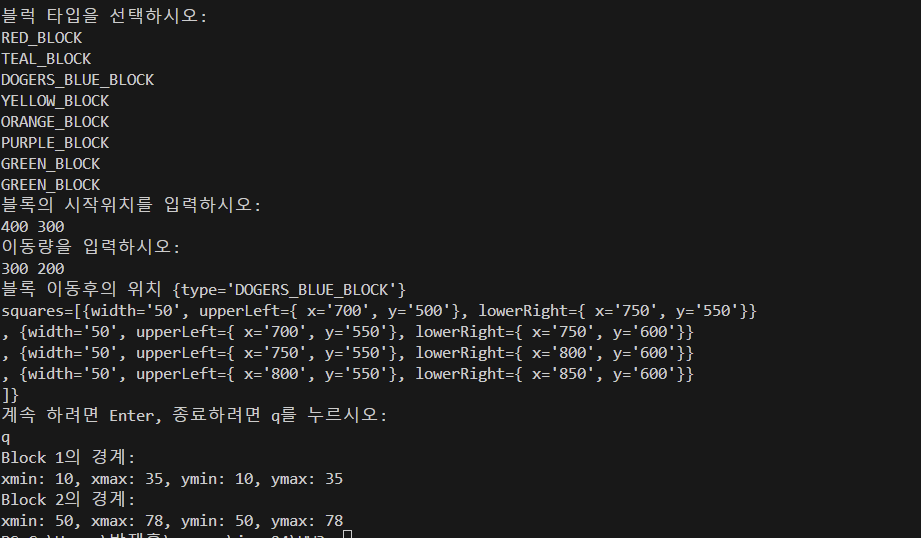 블럭 타입을 선택하시오:
RED_BLOCK
TEAL_BLOCK
DOGERS_BLUE_BLOCK
YELLOW_BLOCK
ORANGE_BLOCK
PURPLE_BLOCK
GREEN_BLOCK
GREEN_BLOCK
블록의 시작위치를 입력하시오:
400 300
이동량을 입력하시오:
300 200
블록 이동후의 위치 {type='DOGERS_BLUE_BLOCK'}
squares=[{width='50', upperLeft={ x='700', y='500'}, lowerRight={ x='750', y='550'}}
, {width='50', upperLeft={ x='700', y='550'}, lowerRight={ x='750', y='600'}}
, {width='50', upperLeft={ x='750', y='550'}, lowerRight={ x='800', y='600'}}
, {width='50', upperLeft={ x='800', y='550'}, lowerRight={ x='850', y='600'}}
]}
계속 하려면 Enter, 종료하려면 q를 누르시오:
q
Block 1의 경계:
xmin: 10, xmax: 35, ymin: 10, ymax: 35
Block 2의 경계:
xmin: 50, xmax: 78, ymin: 50, ymax: 78